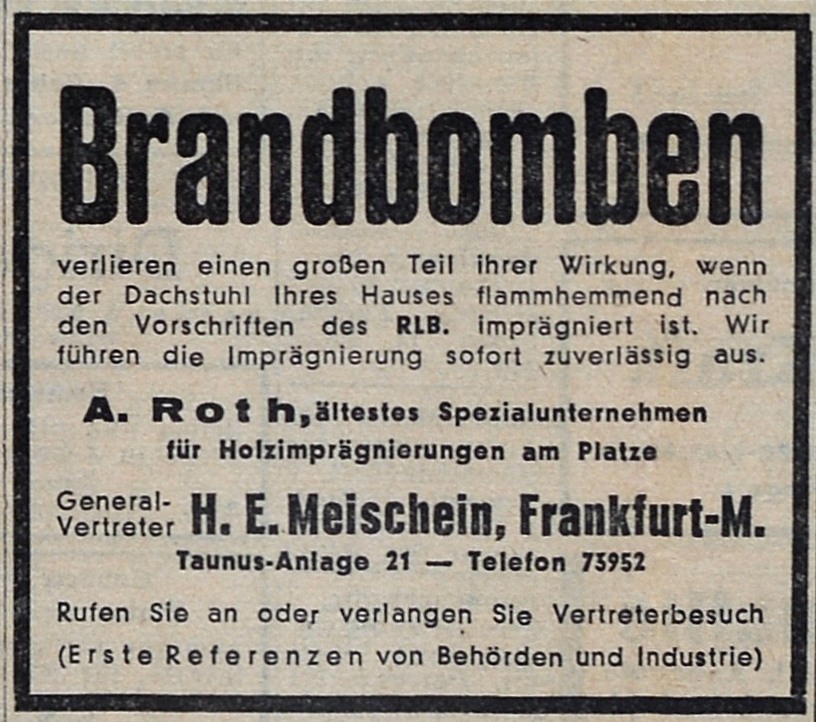 Brandbomben
verlieren einen großen Teil ihrer Wirkung, wenn
der Dachstuhl Ihres Hauses flammhemmend nach
den Vorschriften des RLB. imprägniert ist. Wir
führen die Imprägnierung sofort zuverlässig aus.
A. Roth, ältestes Spezialunternehmen
für Holzimprägnierungen am Platze
General-
Vertreter H. E. Meischein, Frankfurt-M.
Taunus-Anlage 21 — Telefon 73952
Rufen Sie an oder verlangen Sie Vertreterbesuch
(Erste Referenzen von Behörden und Industrie)